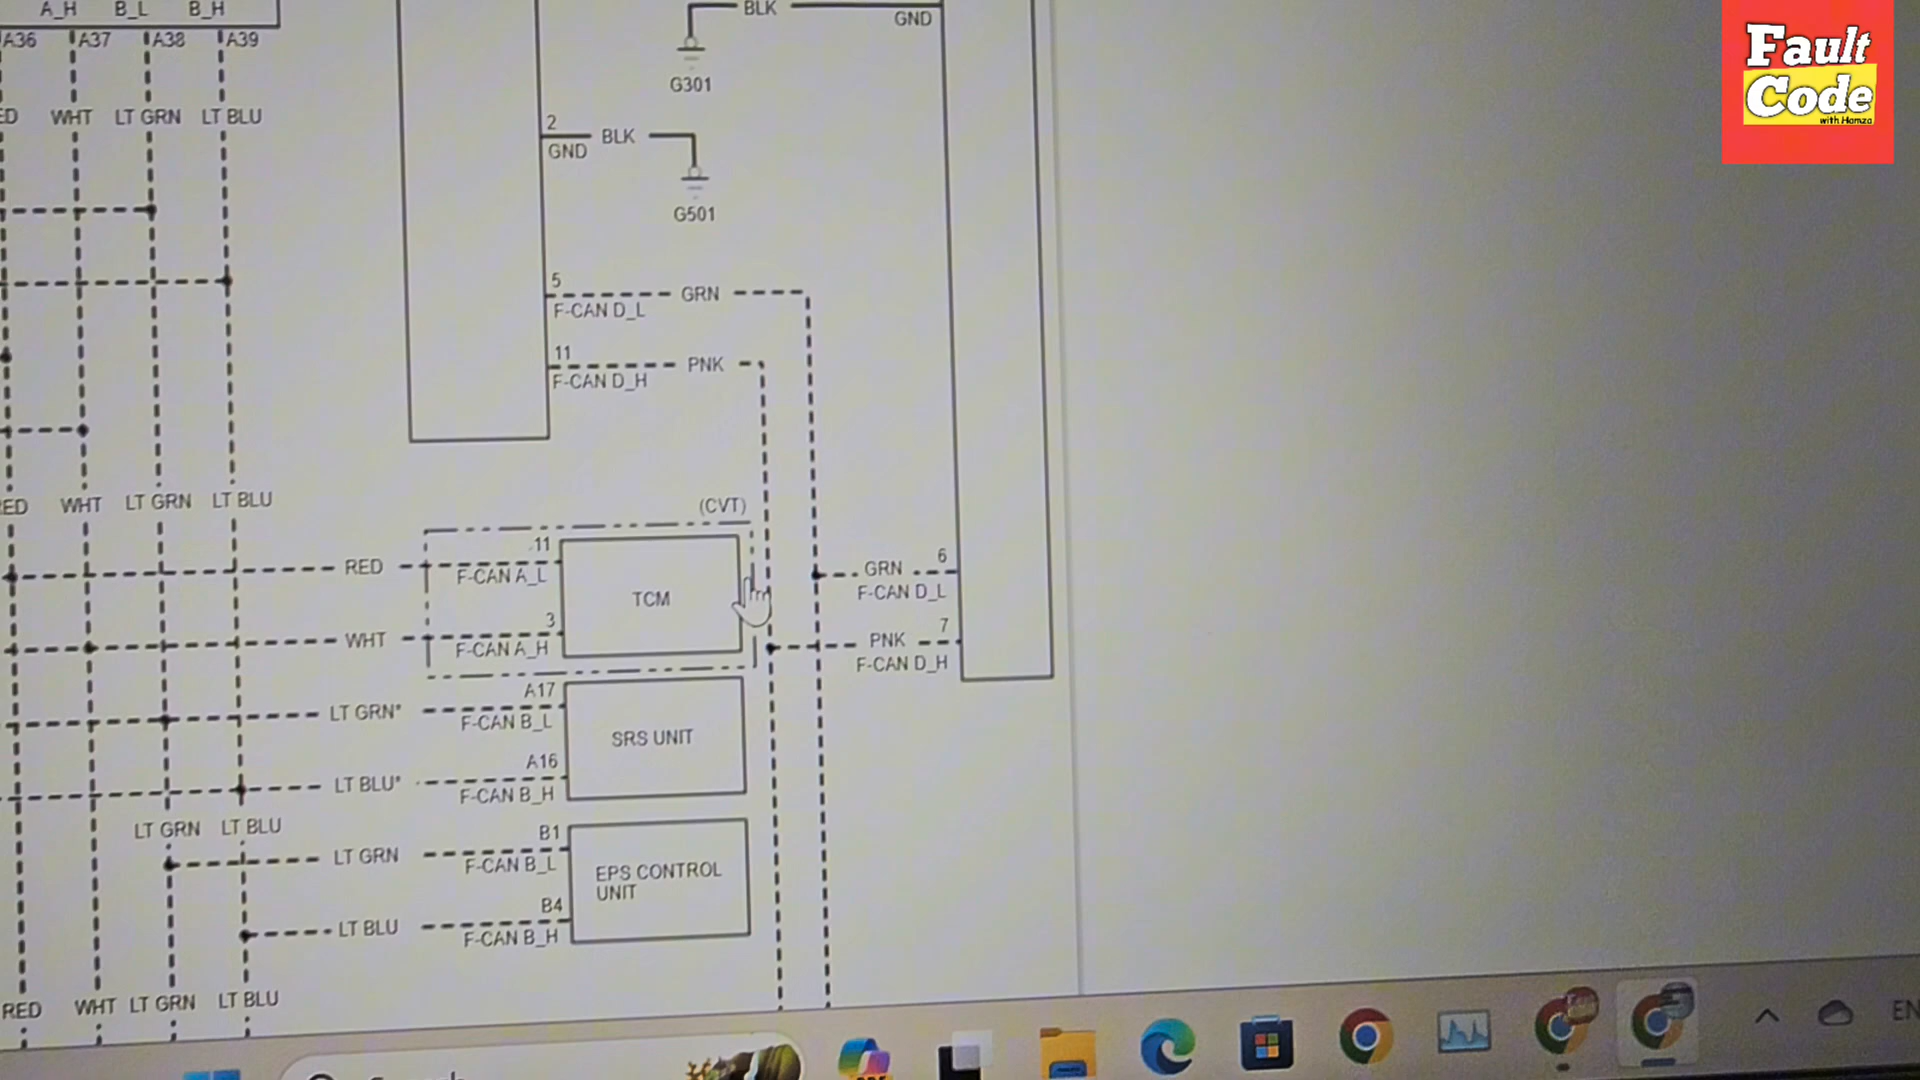 A_H B_L B_H
A36 A37 A38 A39
WHT LT GRN LT BLU
BLK
GND
G301
2
GND
BLK
G501
5
F-CAN D_L
GRN
11
F-CAN D_H
PNK
WHT LT GRN LT BLU
(CVT)
RED
11
F-CAN A_L
TCM
WHT
3
F-CAN A_H
GRN
6
F-CAN D_L
PNK
7
F-CAN D_H
LT GRN*
A17
F-CAN B_L
SRS UNIT
LT BLU*
A16
F-CAN B_H
LT GRN LT BLU
LT GRN
B1
F-CAN B_L
EPS CONTROL
UNIT
LT BLU
B4
F-CAN B_H
RED WHT LT GRN LT BLU
Fault
Code
with Hamza
EN